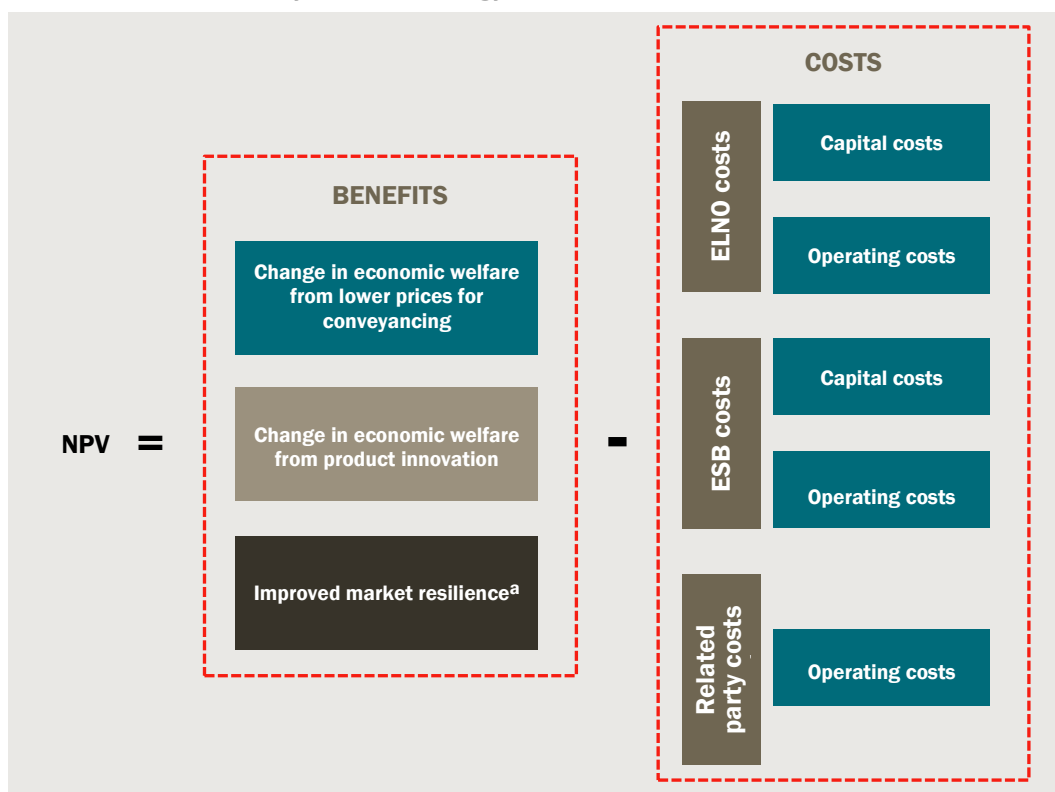 NPV =
BENEFITS
Change in economic welfare
from lower prices for
conveyancing
Change in economic welfare
from product innovation
Improved market resilienceᵃ
-
COSTS
ELNO costs
Capital costs
Operating costs
ESB costs
Capital costs
Operating costs
Related
party costs
Operating costs